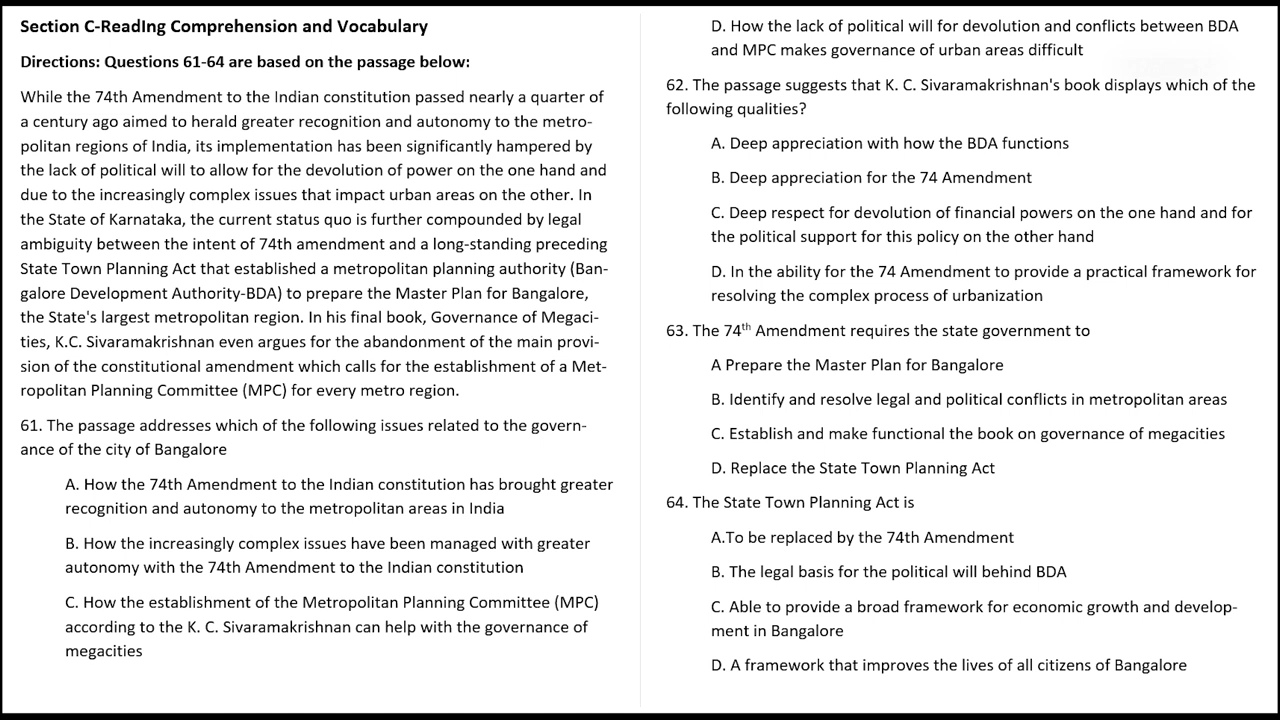 Section C-ReadIng Comprehension and Vocabulary
Directions: Questions 61-64 are based on the passage below:
While the 74th Amendment to the Indian constitution passed nearly a quarter of
a century ago aimed to herald greater recognition and autonomy to the metro-
politan regions of India, its implementation has been significantly hampered by
the lack of political will to allow for the devolution of power on the one hand and
due to the increasingly complex issues that impact urban areas on the other. In
the State of Karnataka, the current status quo is further compounded by legal
ambiguity between the intent of 74th amendment and a long-standing preceding
State Town Planning Act that established a metropolitan planning authority (Ban-
galore Development Authority-BDA) to prepare the Master Plan for Bangalore,
the State's largest metropolitan region. In his final book, Governance of Megaci-
ties, K.C. Sivaramakrishnan even argues for the abandonment of the main provi-
sion of the constitutional amendment which calls for the establishment of a Met-
ropolitan Planning Committee (MPC) for every metro region.
61. The passage addresses which of the following issues related to the govern-
ance of the city of Bangalore
A. How the 74th Amendment to the Indian constitution has brought greater
recognition and autonomy to the metropolitan areas in India
B. How the increasingly complex issues have been managed with greater
autonomy with the 74th Amendment to the Indian constitution
C. How the establishment of the Metropolitan Planning Committee (MPC)
according to the K. C. Sivaramakrishnan can help with the governance of
megacities
D. How the lack of political will for devolution and conflicts between BDA
and MPC makes governance of urban areas difficult
62. The passage suggests that K. C. Sivaramakrishnan's book displays which of the
following qualities?
A. Deep appreciation with how the BDA functions
B. Deep appreciation for the 74 Amendment
C. Deep respect for devolution of financial powers on the one hand and for
the political support for this policy on the other hand
D. In the ability for the 74 Amendment to provide a practical framework for
resolving the complex process of urbanization
63. The 74th Amendment requires the state government to
A Prepare the Master Plan for Bangalore
B. Identify and resolve legal and political conflicts in metropolitan areas
C. Establish and make functional the book on governance of megacities
D. Replace the State Town Planning Act
64. The State Town Planning Act is
A.To be replaced by the 74th Amendment
B. The legal basis for the political will behind BDA
C. Able to provide a broad framework for economic growth and develop-
ment in Bangalore
D. A framework that improves the lives of all citizens of Bangalore